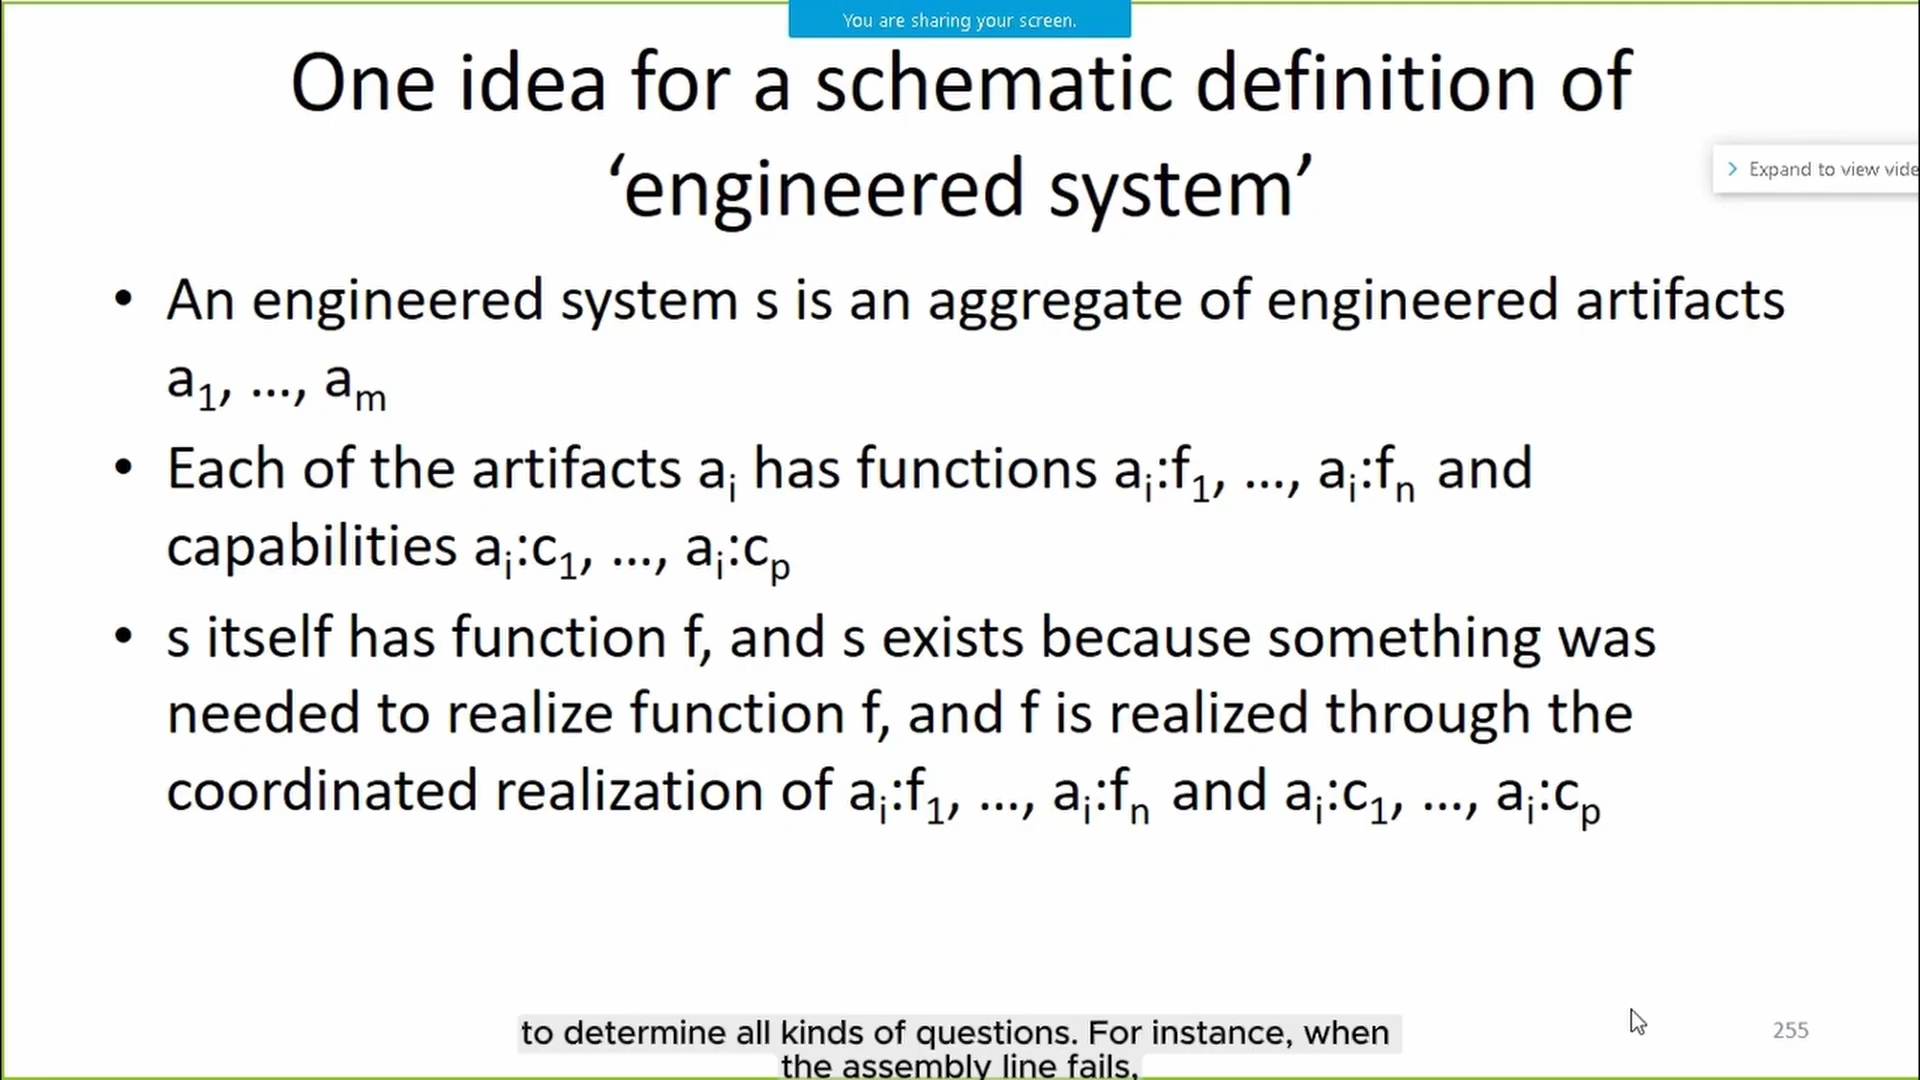 You are sharing your screen.
One idea for a schematic definition of
‘engineered system’
Expand to view vide
• An engineered system s is an aggregate of engineered artifacts
a₁, ..., aₘ
• Each of the artifacts aᵢ has functions aᵢ:f₁, ..., aᵢ:fₙ and
capabilities aᵢ:c₁, ..., aᵢ:cₚ
• s itself has function f, and s exists because something was
needed to realize function f, and f is realized through the
coordinated realization of aᵢ:f₁, ..., aᵢ:fₙ and aᵢ:c₁, ..., aᵢ:cₚ
to determine all kinds of questions. For instance, when
the assembly line fails,
255